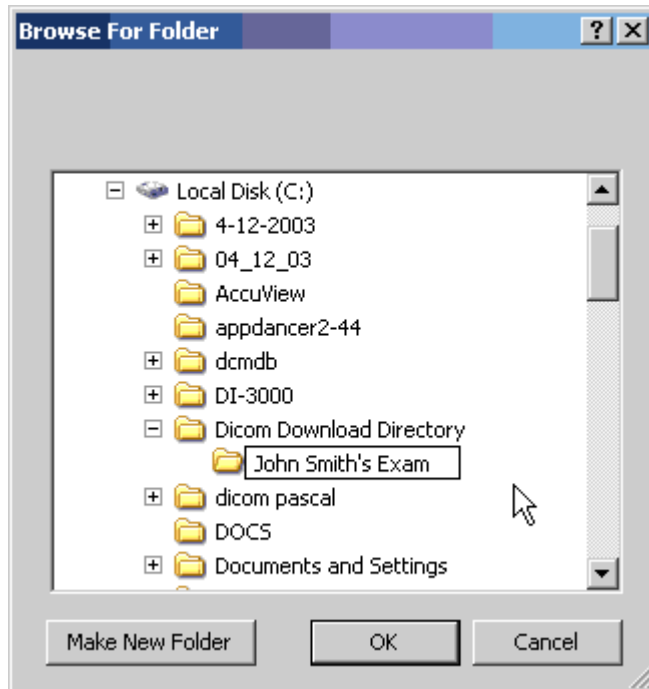 Browse For Folder
Local Disk (C:)
4-12-2003
04_12_03
AccuView
appdancer2-44
dcmdb
DI-3000
Dicom Download Directory
John Smith's Exam
dicom pascal
DOCS
Documents and Settings
Make New Folder OK Cancel